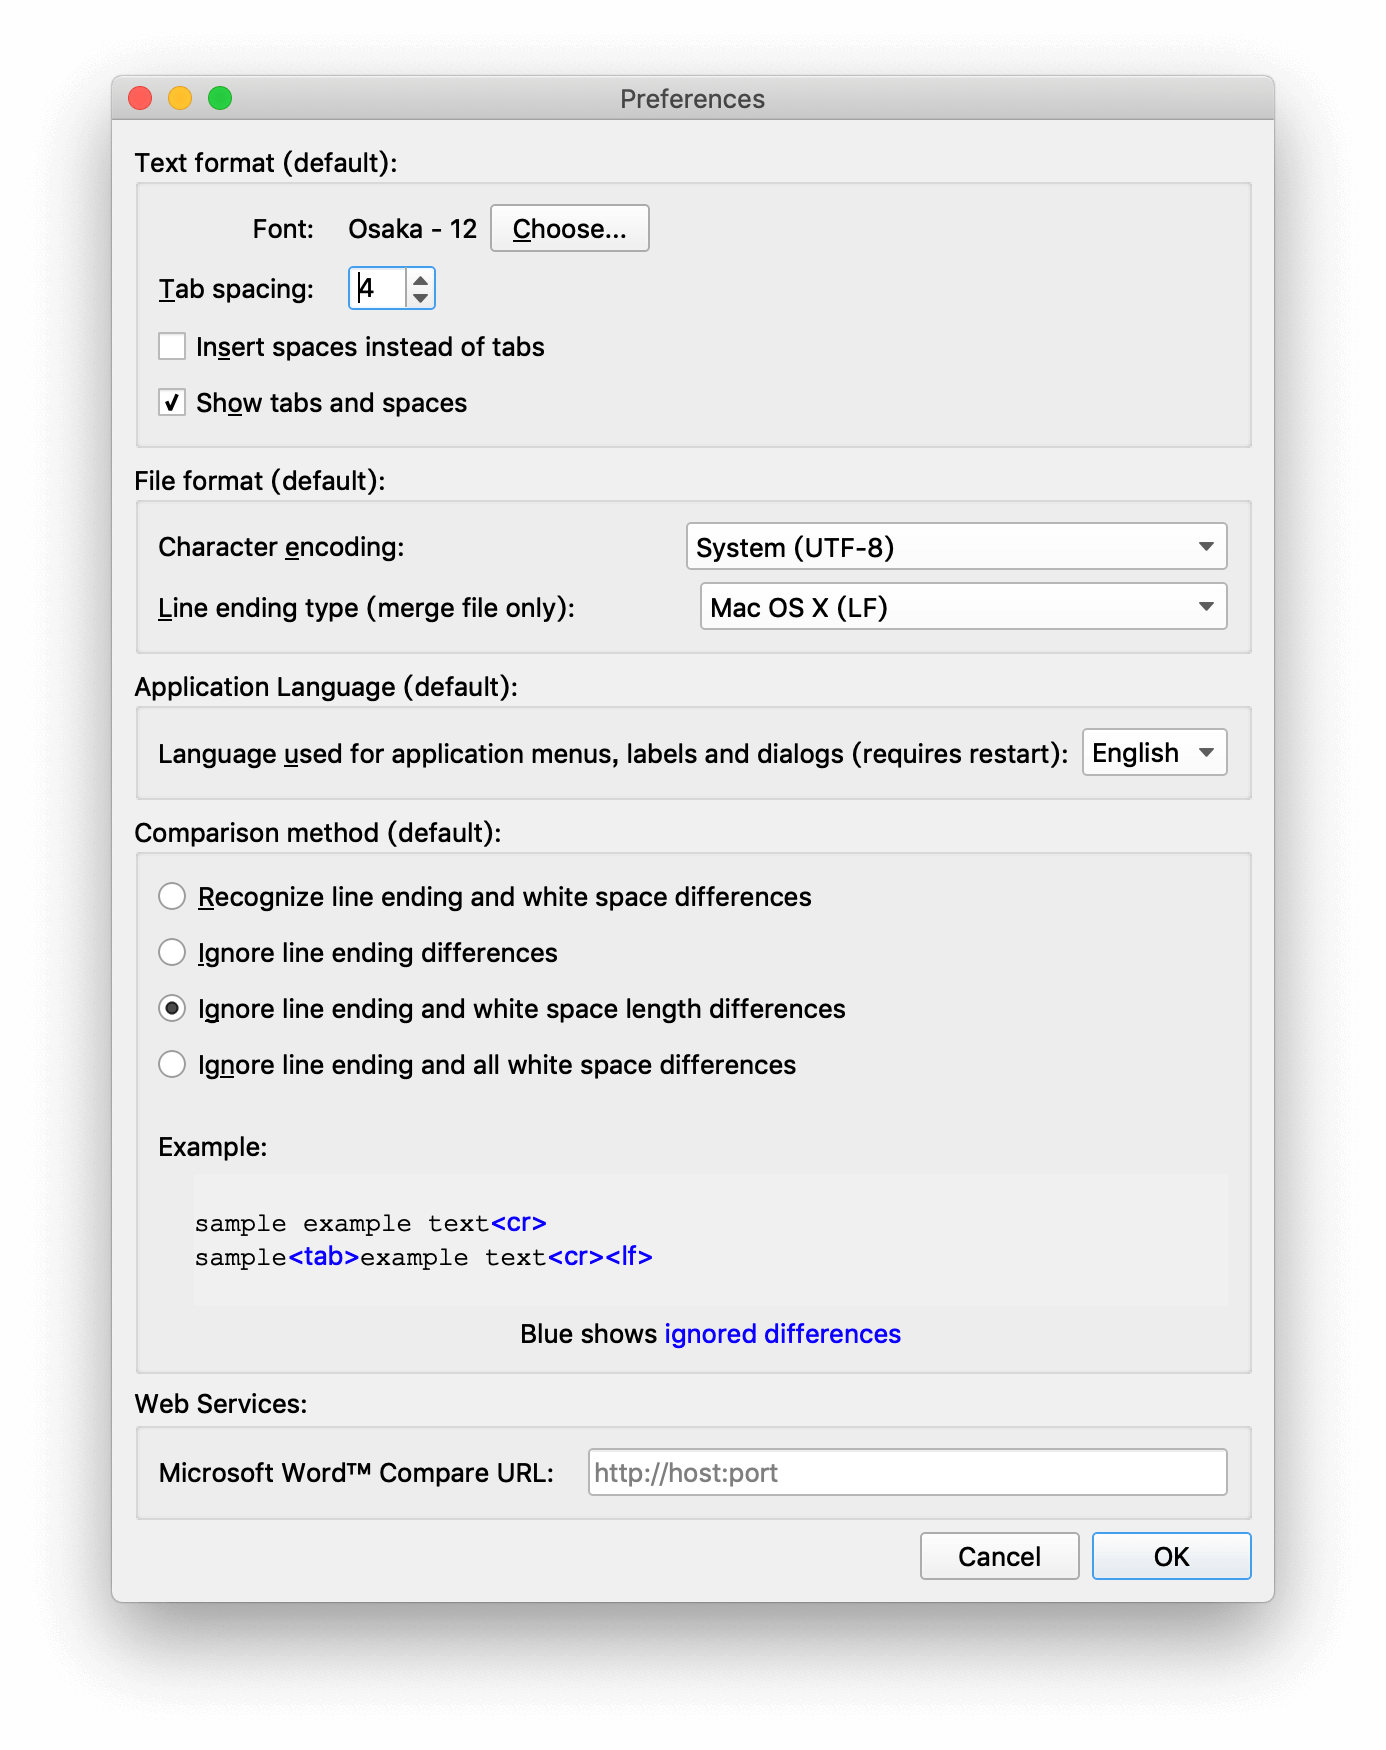 Preferences
Text format (default):
Font: Osaka - 12 Choose...
Tab spacing: 4
Insert spaces instead of tabs
Show tabs and spaces
File format (default):
Character encoding: System (UTF-8)
Line ending type (merge file only): Mac OS X (LF)
Application Language (default):
Language used for application menus, labels and dialogs (requires restart): English
Comparison method (default):
Recognize line ending and white space differences
Ignore line ending differences
Ignore line ending and white space length differences
Ignore line ending and all white space differences
Example:
sample example text<cr>
sample<tab>example text<cr><lf>
Blue shows ignored differences
Web Services:
Microsoft Word™ Compare URL: http://host:port
Cancel OK